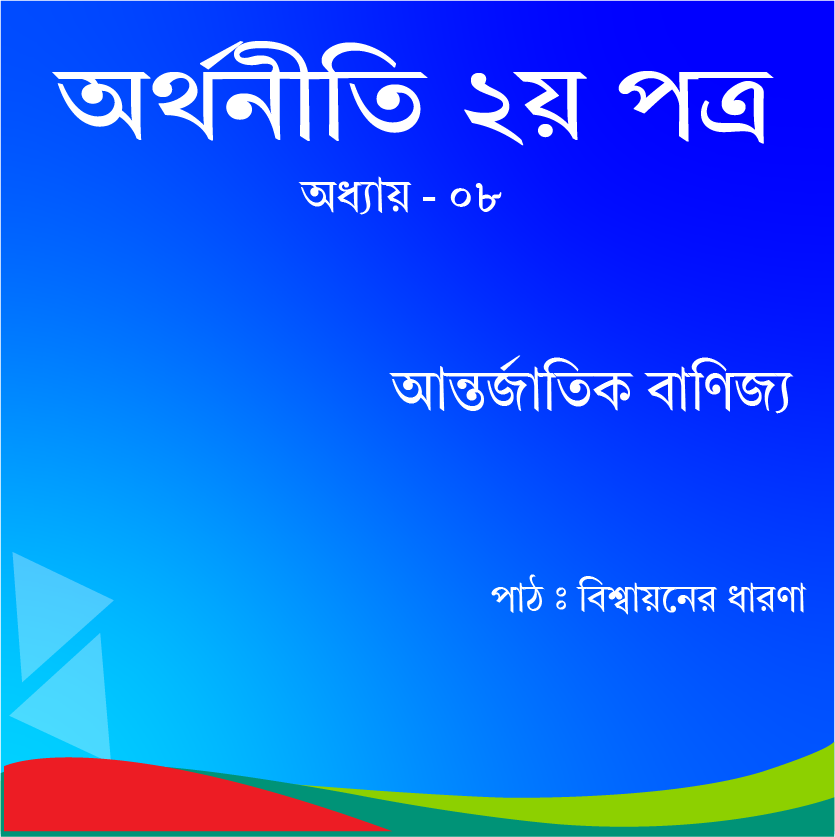 অর্থনীতি ২য় পত্র
অধ্যায় - ০৮
আন্তর্জাতিক বাণিজ্য
পাঠ ঃ বিশ্বায়নের ধারণা